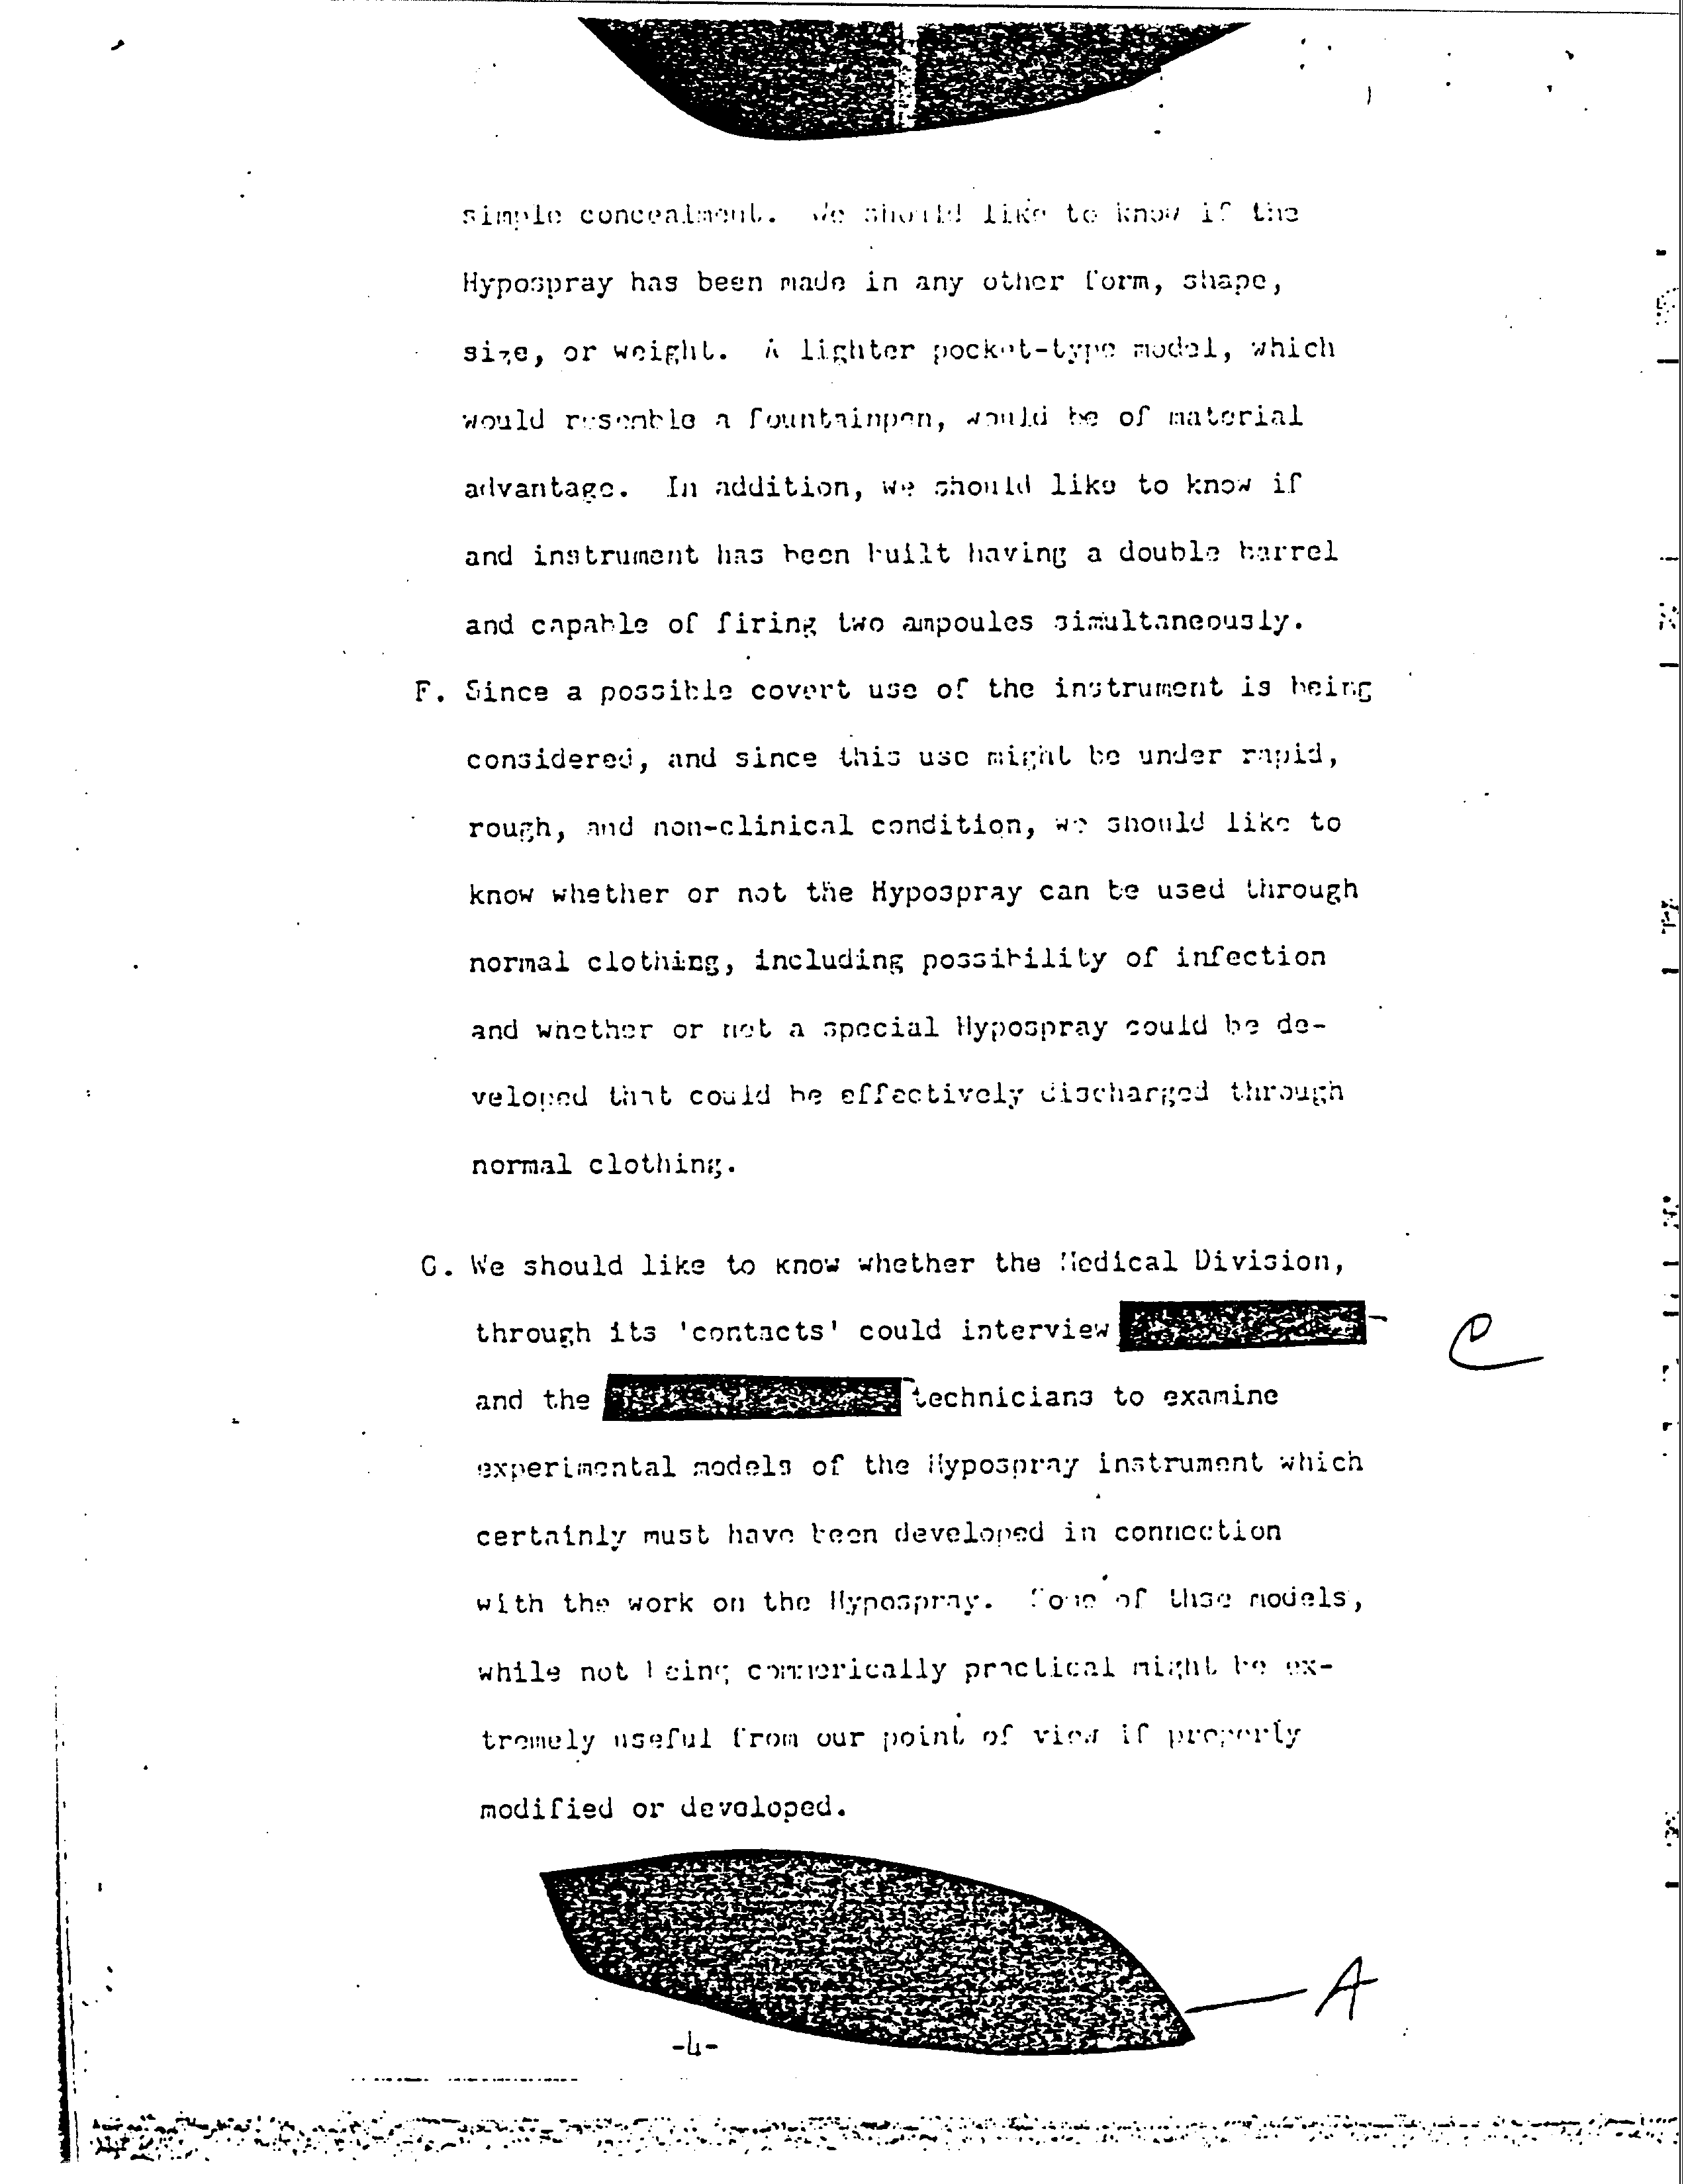 simple concealment. We should like to know if the
Hypospray has been made in any other form, shape,
size, or weight. A lighter pocket-type model, which
would resemble a fountainpen, would be of material
advantage. In addition, we should like to know if
and instrument has been built having a double barrel
and capable of firing two ampoules simultaneously.
F. Since a possible covert use of the instrument is being
considered, and since this use might be under rapid,
rough, and non-clinical condition, we should like to
know whether or not the Hypospray can be used through
normal clothing, including possibility of infection
and whether or not a special Hypospray could be de-
veloped that could be effectively discharged through
normal clothing.
G. We should like to know whether the Medical Division,
through its 'contacts' could interview
C
and the technicians to examine
experimental models of the Hypospray instrument which
certainly must have been developed in connection
with the work on the Hypospray. Some of thse models,
while not being commerically practical might be ex-
tremely useful from our point of view if properly
modified or developed.
A
-4-